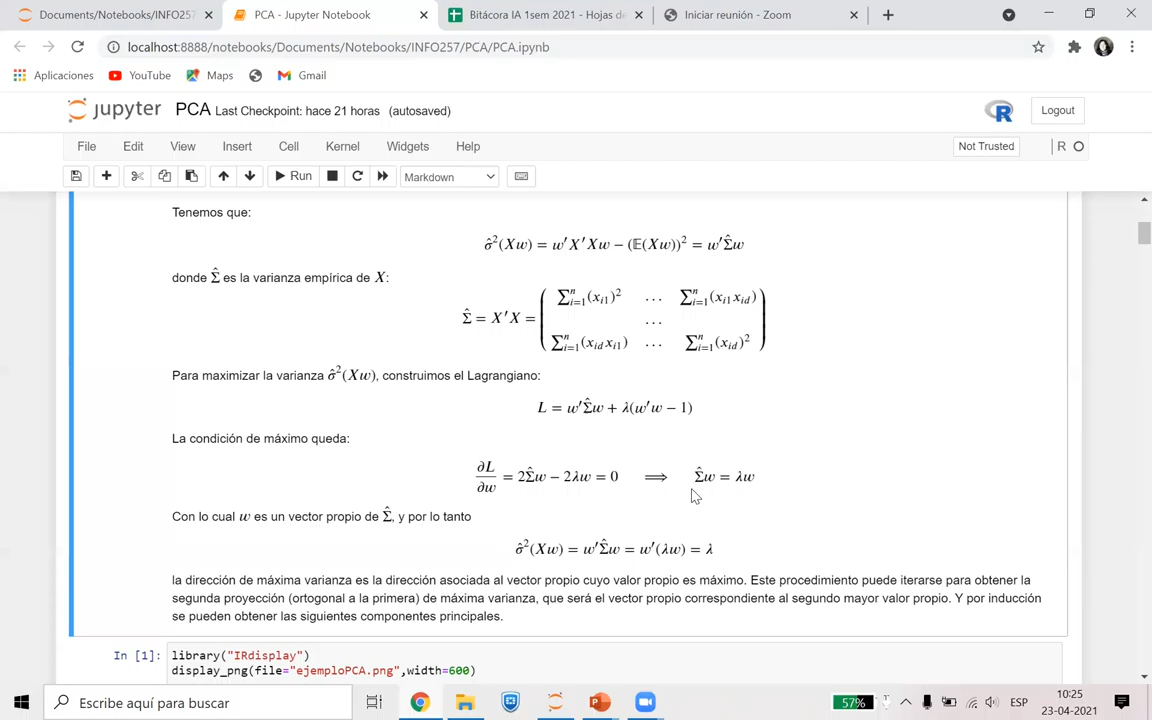 Documents/Notebooks/INFO257
PCA - Jupyter Notebook
Bitácora IA 1sem 2021 - Hojas de
Iniciar reunión - Zoom
localhost:8888/notebooks/Documents/Notebooks/INFO257/PCA/PCA.ipynb
Aplicaciones YouTube Maps Gmail
jupyter PCA Last Checkpoint: hace 21 horas (autosaved) Logout
File Edit View Insert Cell Kernel Widgets Help Not Trusted R
Run Markdown
Tenemos que:
σ̂²(Xw) = w′X′Xw − (𝔼(Xw))² = w′Σ̂w
donde Σ̂ es la varianza empírica de X:
Σ̂ = X′X = ( ∑ⁿᵢ₌₁(xᵢ₁)² … ∑ⁿᵢ₌₁(xᵢ₁xᵢd)
…
∑ⁿᵢ₌₁(xᵢdxᵢ₁) … ∑ⁿᵢ₌₁(xᵢd)² )
Para maximizar la varianza σ̂²(Xw), construimos el Lagrangiano:
L = w′Σ̂w + λ(w′w − 1)
La condición de máximo queda:
∂L/∂w = 2Σ̂w − 2λw = 0 ⟹ Σ̂w = λw
Con lo cual w es un vector propio de Σ̂, y por lo tanto
σ̂²(Xw) = w′Σ̂w = w′(λw) = λ
la dirección de máxima varianza es la dirección asociada al vector propio cuyo valor propio es máximo. Este procedimiento puede iterarse para obtener la
segunda proyección (ortogonal a la primera) de máxima varianza, que será el vector propio correspondiente al segundo mayor valor propio. Y por inducción
se pueden obtener las siguientes componentes principales.
In [1]: library("IRdisplay")
display_png(file="ejemploPCA.png",width=600)
Escribe aquí para buscar
57%
ESP
10:25
23-04-2021